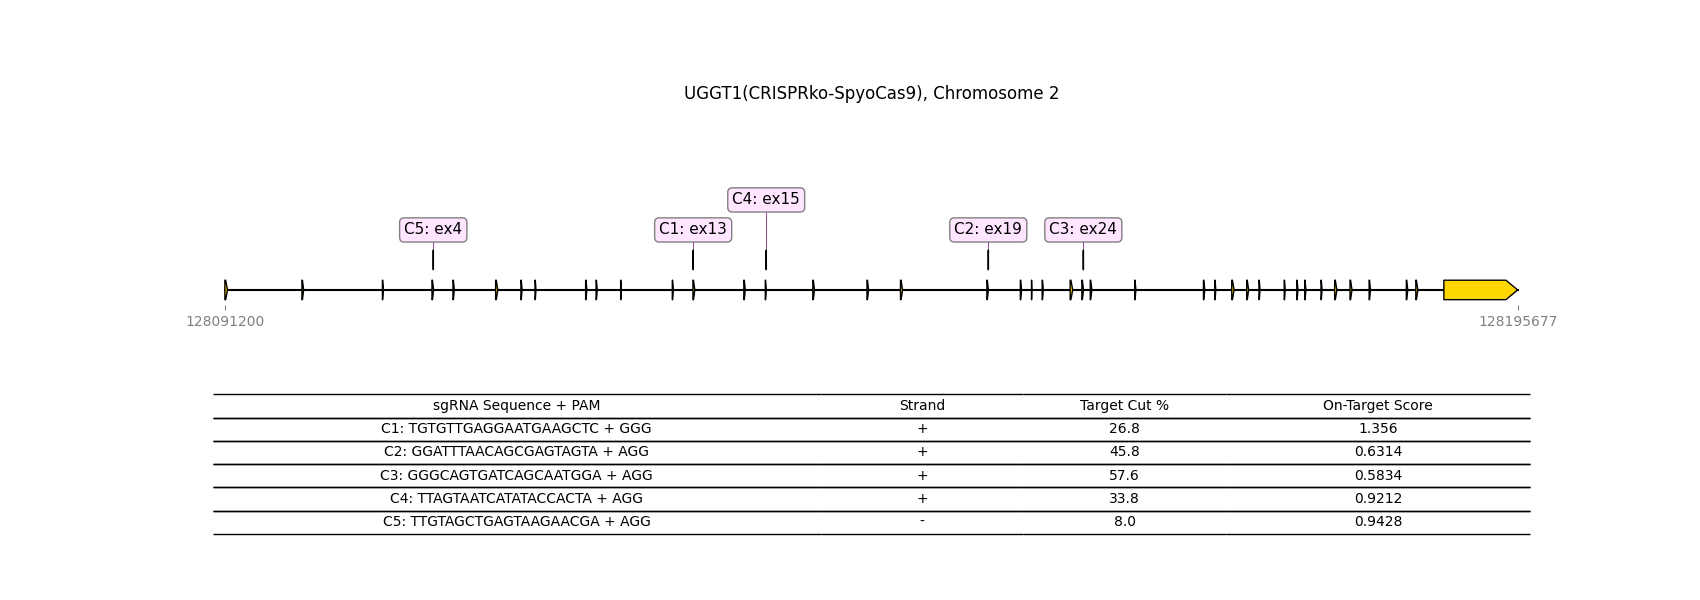 UGGT1(CRISPRko-SpyoCas9), Chromosome 2
C4: ex15
C5: ex4 C1: ex13 C2: ex19 C3: ex24
128091200 128195677
sgRNA Sequence + PAM Strand Target Cut % On-Target Score
C1: TGTGTTGAGGAATGAAGCTC + GGG + 26.8 1.356
C2: GGATTTAACAGCGAGTAGTA + AGG + 45.8 0.6314
C3: GGGCAGTGATCAGCAATGGA + AGG + 57.6 0.5834
C4: TTAGTAATCATATACCACTA + AGG + 33.8 0.9212
C5: TTGTAGCTGAGTAAGAACGA + AGG - 8.0 0.9428